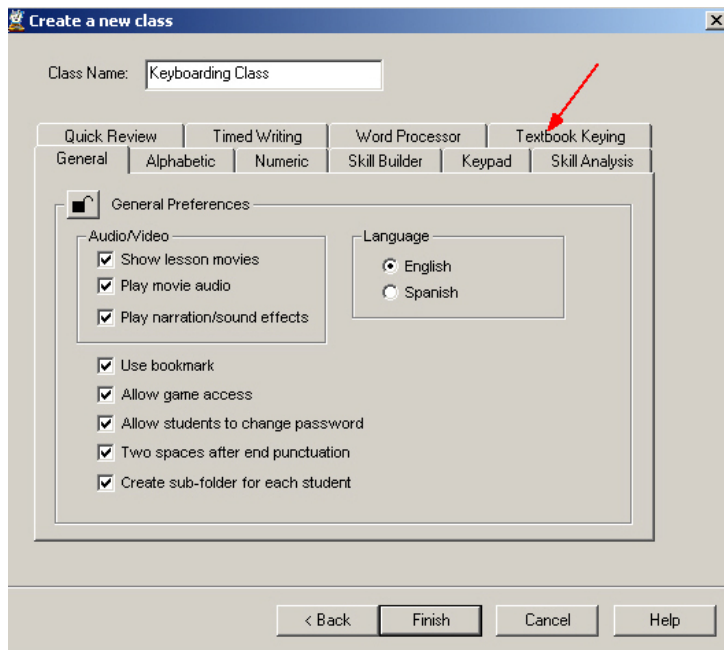 Create a new class
Class Name: Keyboarding Class
Quick Review Timed Writing Word Processor Textbook Keying
General Alphabetic Numeric Skill Builder Keypad Skill Analysis
General Preferences
Audio/Video
Show lesson movies
Play movie audio
Play narration/sound effects
Language
English
Spanish
Use bookmark
Allow game access
Allow students to change password
Two spaces after end punctuation
Create sub-folder for each student
< Back Finish Cancel Help